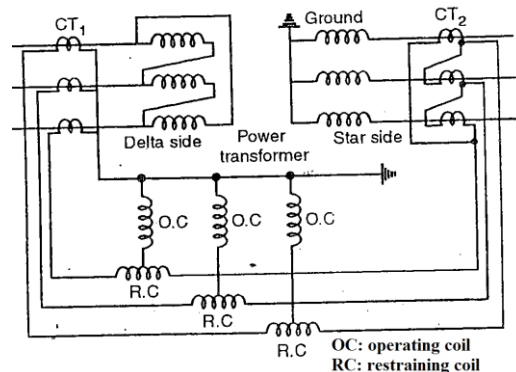 CT1
Ground
CT2
Delta side
Power
transformer
Star side
O.C
O.C
O.C
R.C
R.C
R.C
OC: operating coil
RC: restraining coil